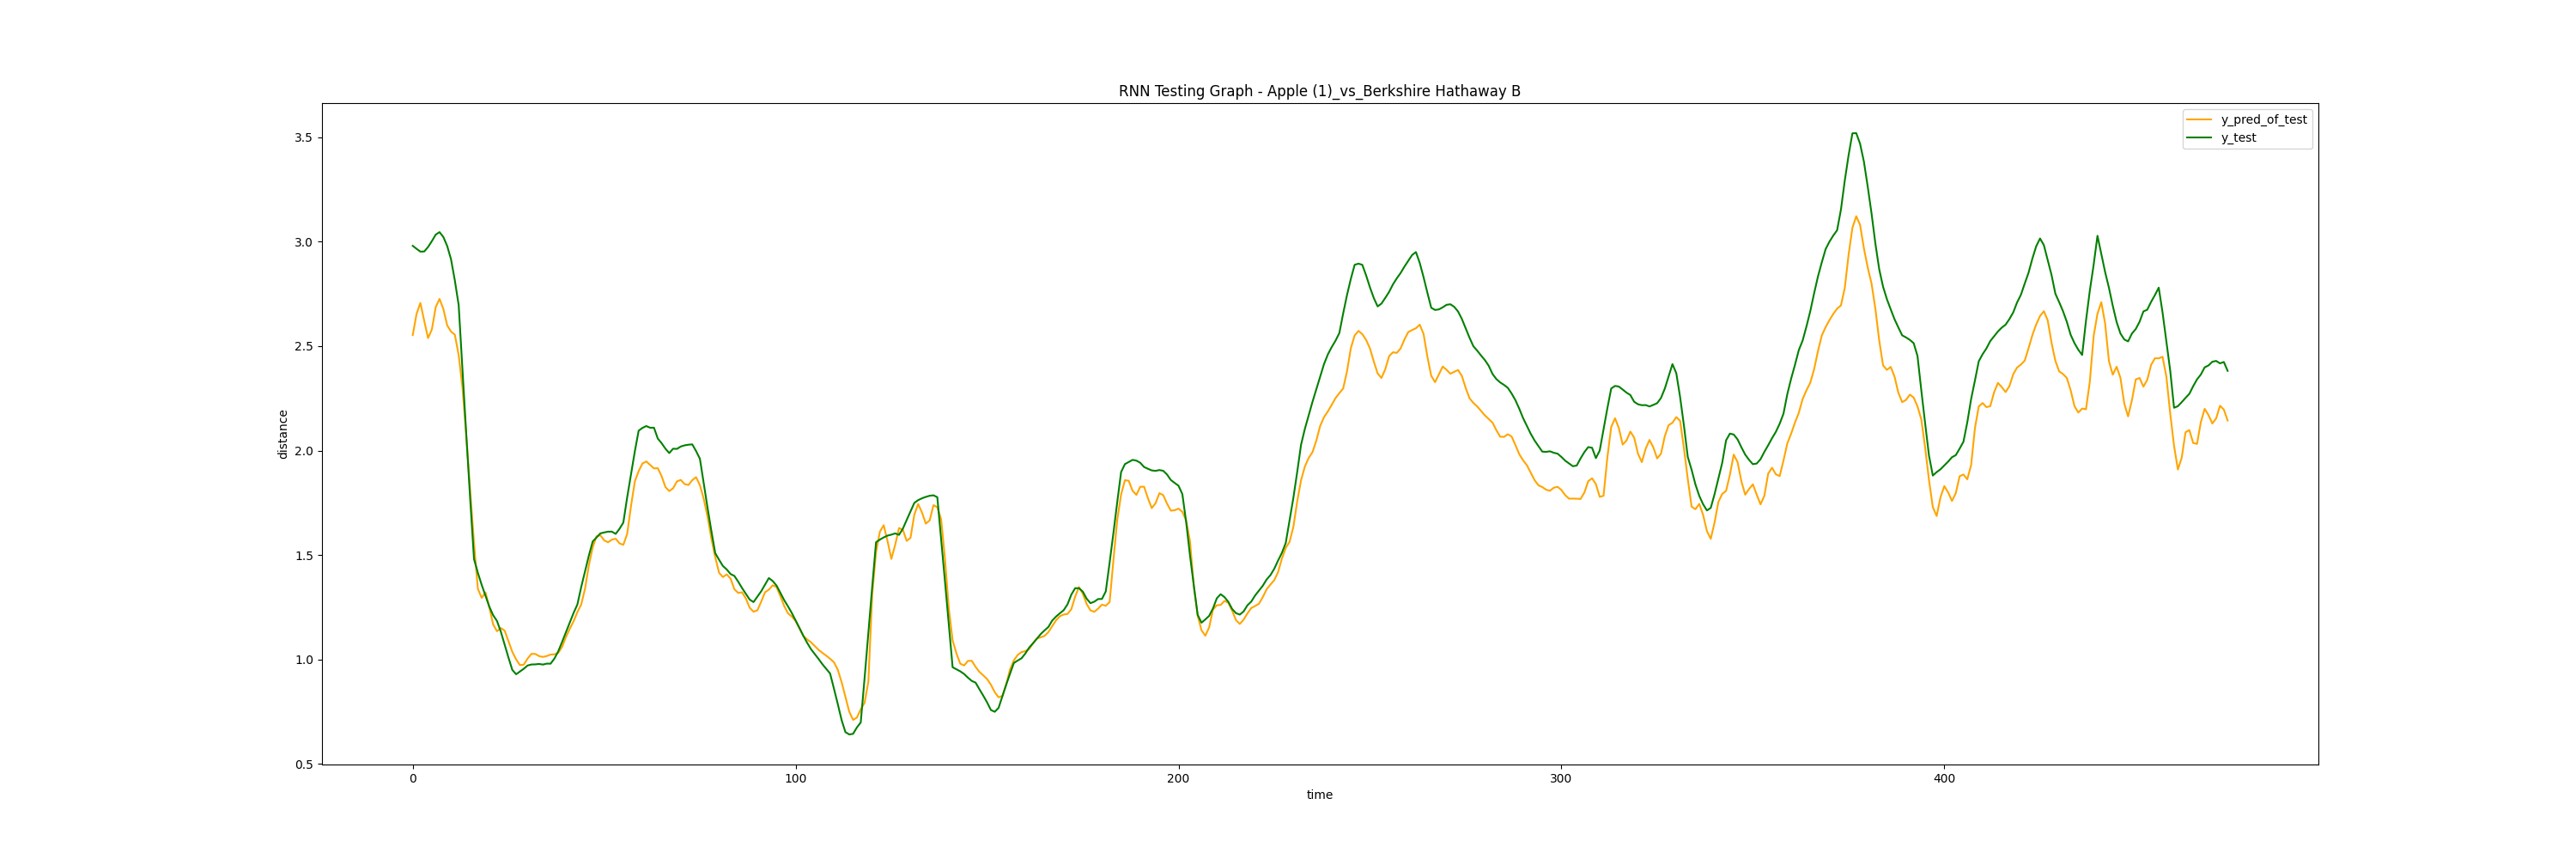 RNN Testing Graph - Apple (1)_vs_Berkshire Hathaway B
y_pred_of_test
y_test
3.5
3.0
2.5
2.0
1.5
1.0
0.5
distance
0 100 200 300 400
time